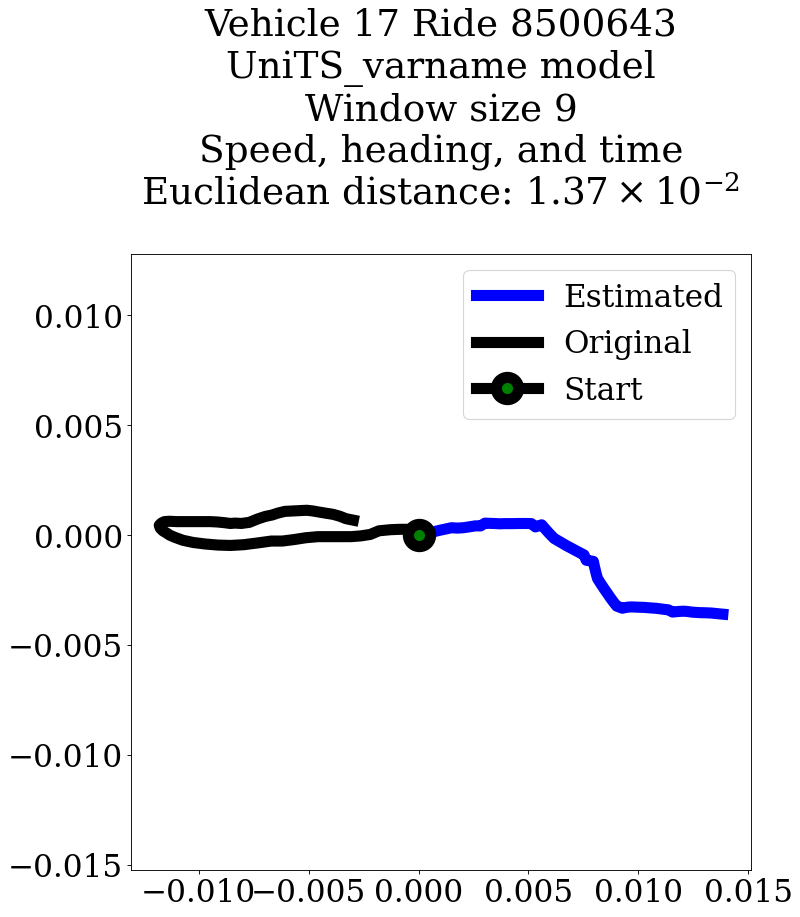 Vehicle 17 Ride 8500643
UniTS_varname model
Window size 9
Speed, heading, and time
Euclidean distance: 1.37 × 10⁻²
Estimated
Original
Start
0.010
0.005
0.000
−0.005
−0.010
−0.015
−0.010 −0.005 0.000 0.005 0.010 0.015